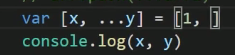 var [x, ...y] = [1, ]
console.log(x, y)